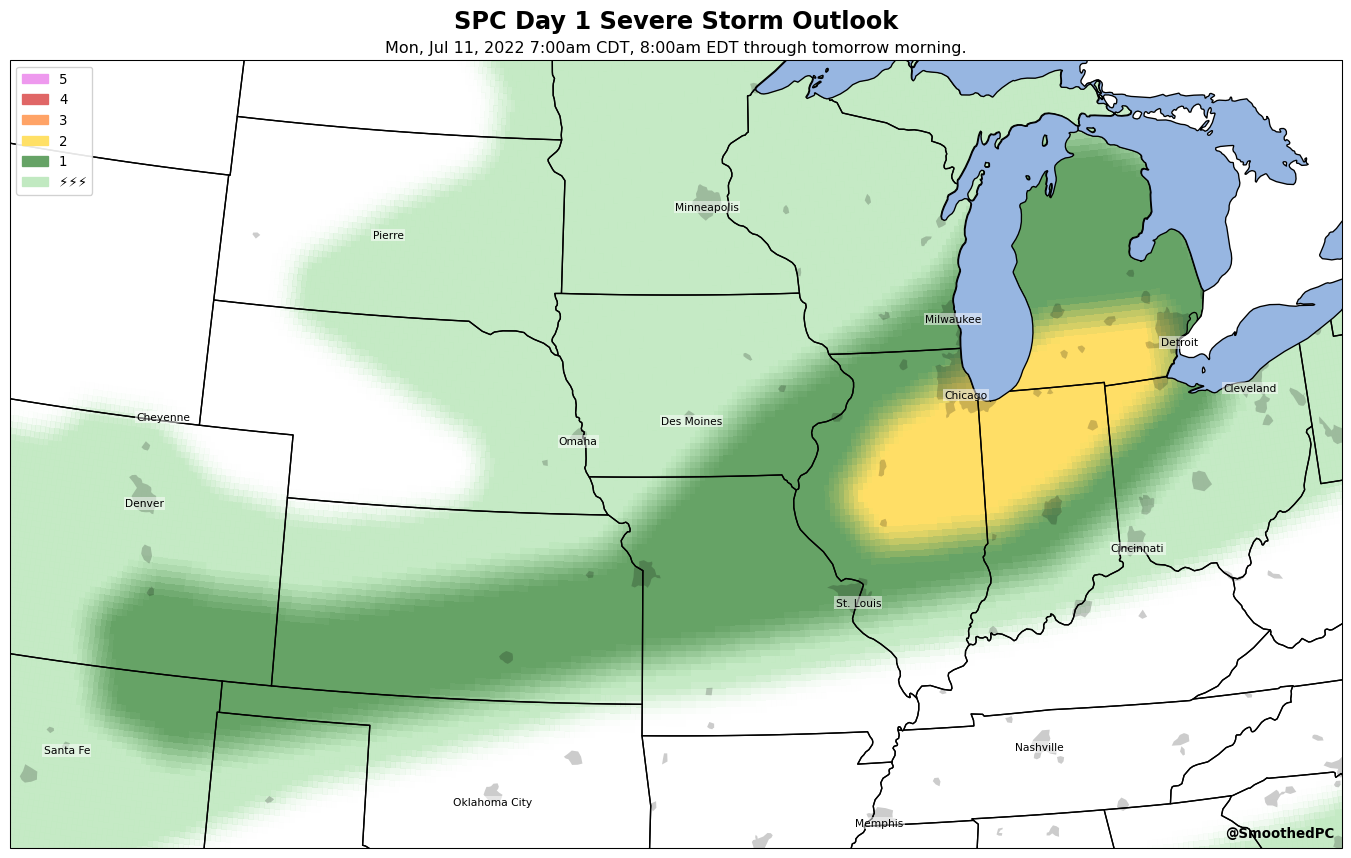 SPC Day 1 Severe Storm Outlook
Mon, Jul 11, 2022 7:00am CDT, 8:00am EDT through tomorrow morning.
5
4
3
2
1
⚡⚡⚡
Minneapolis
Pierre
Milwaukee
Detroit
Cleveland
Chicago
Cheyenne
Des Moines
Omaha
Denver
Cincinnati
St. Louis
Santa Fe
Nashville
Oklahoma City
Memphis
@SmoothedPC